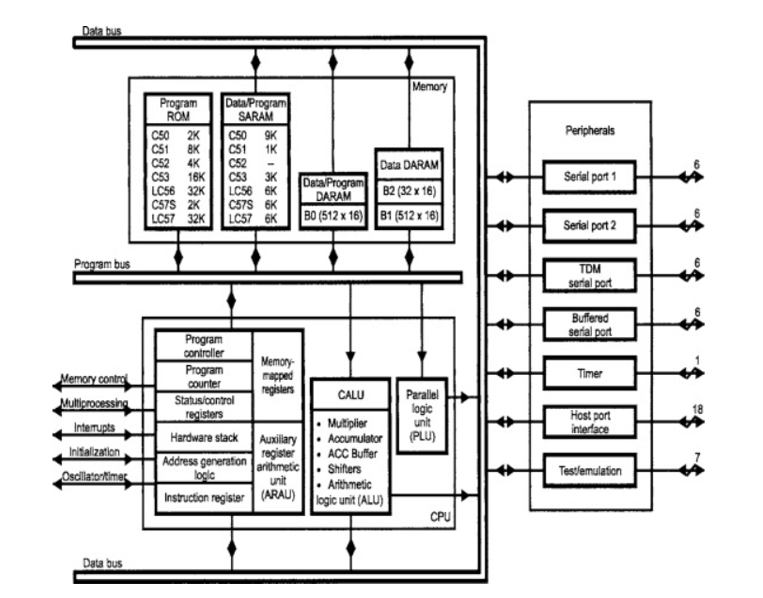 Data bus
Memory
Program
ROM
C50 2K
C51 8K
C52 4K
C53 16K
LC56 32K
C57S 2K
LC57 32K
Data/Program
SARAM
C50 9K
C51 1K
C52 --
C53 3K
LC56 6K
C57S 6K
LC57 6K
Data/Program
DARAM
B0 (512 x 16)
Data DARAM
B2 (32 x 16)
B1 (512 x 16)
Program bus
Program
controller
Program
counter
Status/control
registers
Hardware stack
Address generation
logic
Instruction register
Memory-
mapped
registers
Auxiliary
register
arithmetic
unit
(ARAU)
CALU
• Multiplier
• Accumulator
• ACC Buffer
• Shifters
• Arithmetic
logic unit (ALU)
Parallel
logic
unit
(PLU)
CPU
Memory control
Multiprocessing
Interrupts
Initialization
Oscillator/timer
Data bus
Peripherals
Serial port 1
6
Serial port 2
6
TDM
serial port
6
Buffered
serial port
6
Timer
1
Host port
interface
18
Test/emulation
7